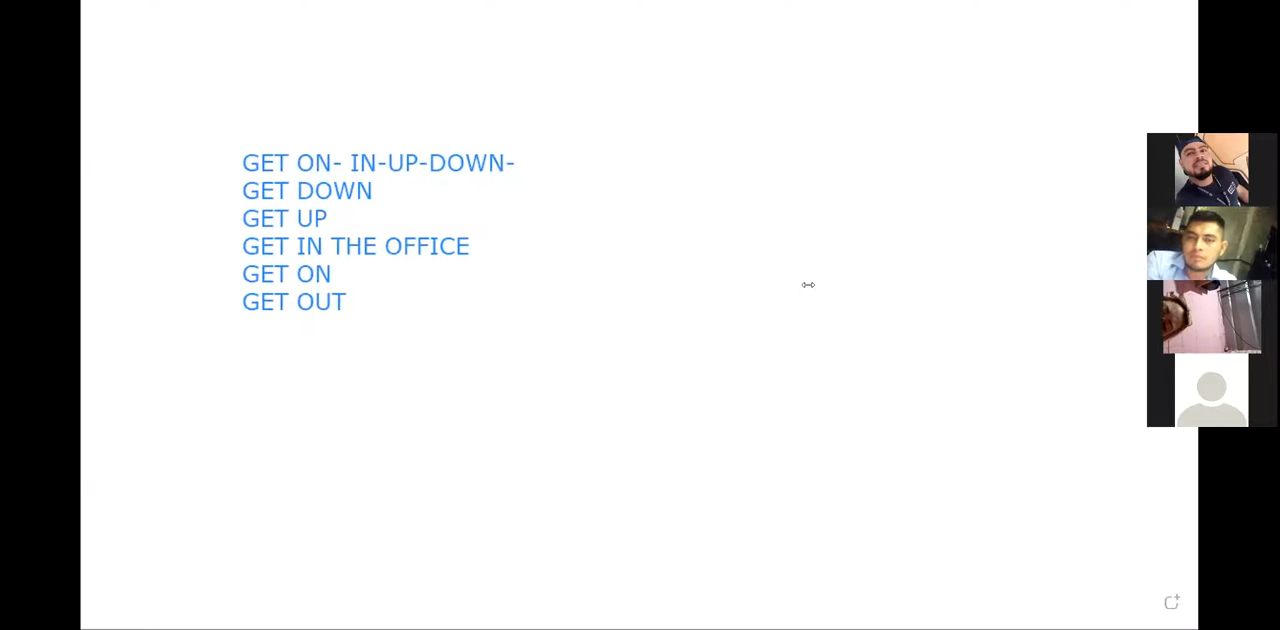 GET ON- IN-UP-DOWN-
GET DOWN
GET UP
GET IN THE OFFICE
GET ON
GET OUT